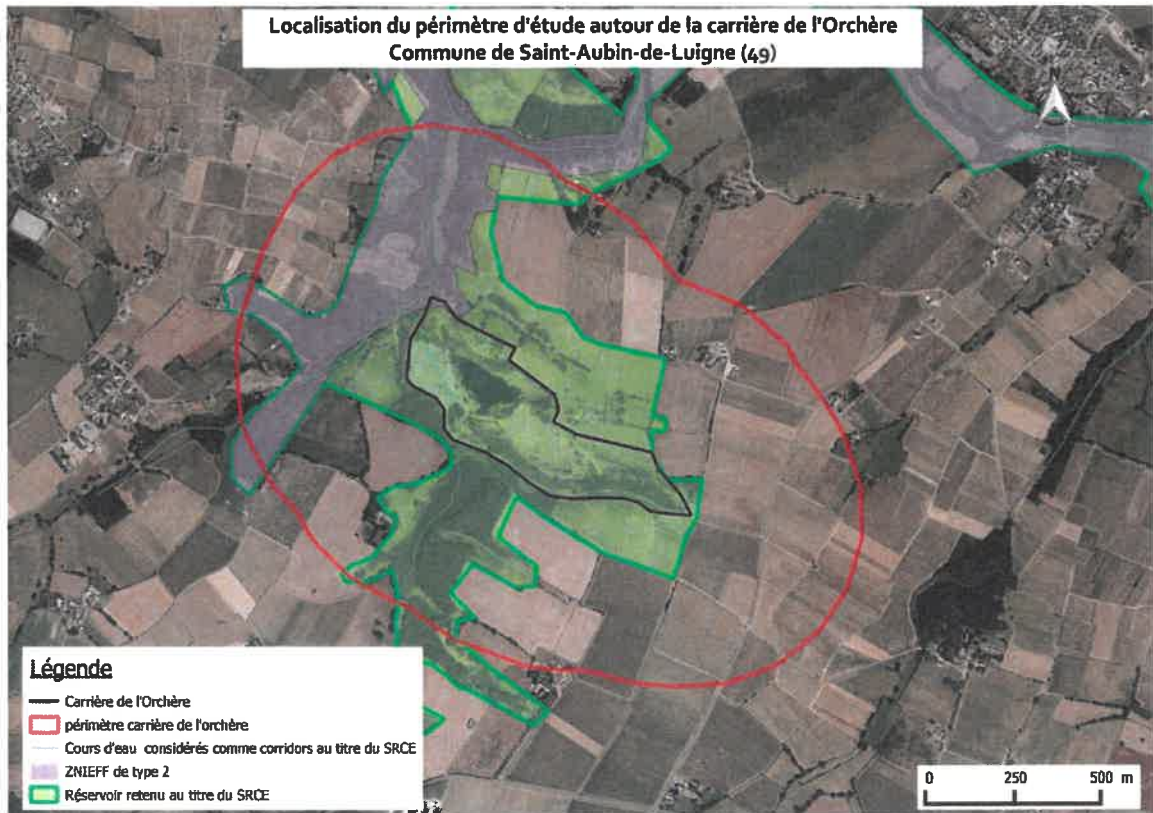 Localisation du périmètre d'étude autour de la carrière de l'Orchère
Commune de Saint-Aubin-de-Luigne (49)
Légende
Carrière de l'Orchère
périmètre carrière de l'orchère
Cours d'eau considérés comme corridors au titre du SRCE
ZNIEFF de type 2
Réservoir retenu au titre du SRCE
0 250 500 m